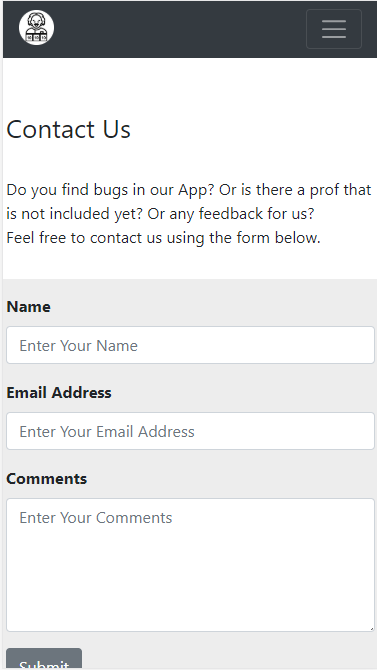 Contact Us
Do you find bugs in our App? Or is there a prof that
is not included yet? Or any feedback for us?
Feel free to contact us using the form below.
Name
Enter Your Name
Email Address
Enter Your Email Address
Comments
Enter Your Comments
Submit